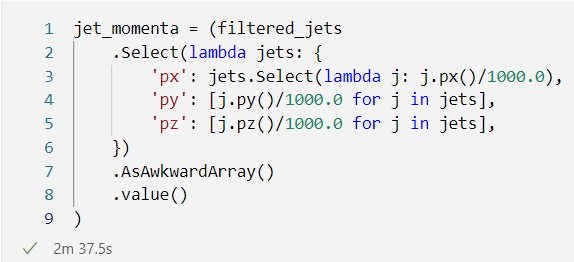 1 jet_momenta = (filtered_jets
2     .Select(lambda jets: {
3         'px': jets.Select(lambda j: j.px()/1000.0),
4         'py': [j.py()/1000.0 for j in jets],
5         'pz': [j.pz()/1000.0 for j in jets],
6     })
7     .AsAwkwardArray()
8     .value()
9 )
✓ 2m 37.5s